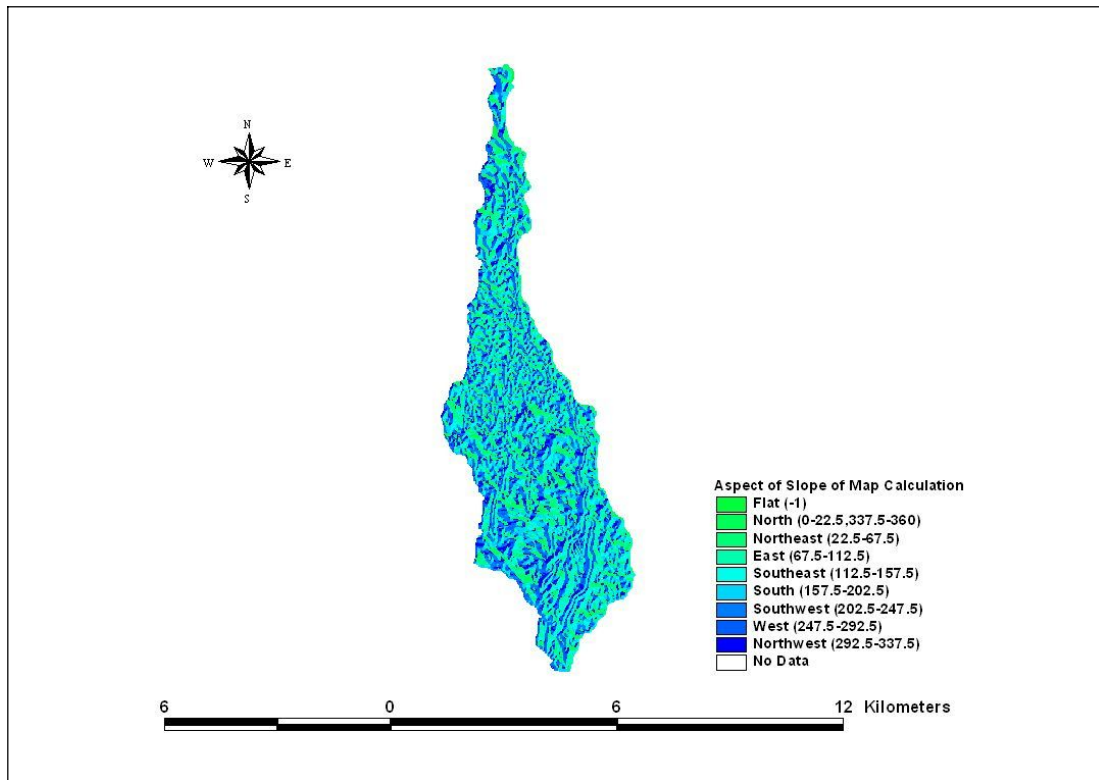 N
W E
S
Aspect of Slope of Map Calculation
Flat (-1)
North (0-22.5,337.5-360)
Northeast (22.5-67.5)
East (67.5-112.5)
Southeast (112.5-157.5)
South (157.5-202.5)
Southwest (202.5-247.5)
West (247.5-292.5)
Northwest (292.5-337.5)
No Data
6 0 6 12 Kilometers